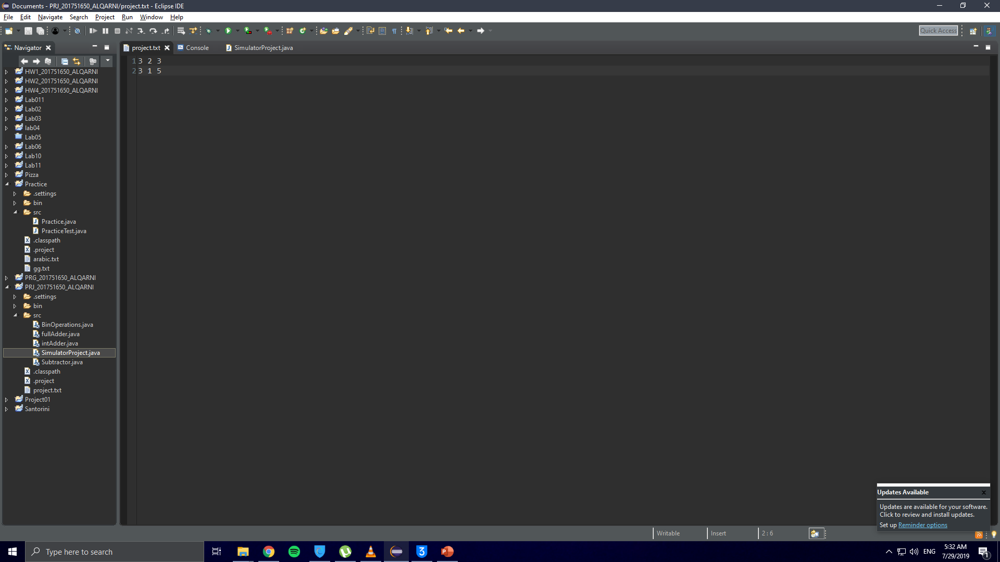 Documents - PRJ_201751650_ALQARNI/project.txt - Eclipse IDE
File Edit Navigate Search Project Run Window Help
Quick Access
Navigator
project.txt Console SimulatorProject.java
HW1_201751650_ALQARNI
HW2_201751650_ALQARNI
HW4_201751650_ALQARNI
Lab011
Lab02
Lab03
lab04
Lab05
Lab06
Lab10
Lab11
Pizza
Practice
.settings
bin
src
Practice.java
PracticeTest.java
.classpath
.project
arabic.txt
gg.txt
PRG_201751650_ALQARNI
PRJ_201751650_ALQARNI
.settings
bin
src
BinOperations.java
fullAdder.java
intAdder.java
SimulatorProject.java
Subtractor.java
.classpath
.project
project.txt
Project01
Santorini
1 3 2 3
2 3 1 5
Updates Available
Updates are available for your software.
Click to review and install updates.
Set up Reminder options
Writable Insert 2 : 6
Type here to search
ENG
5:32 AM
7/29/2019
1